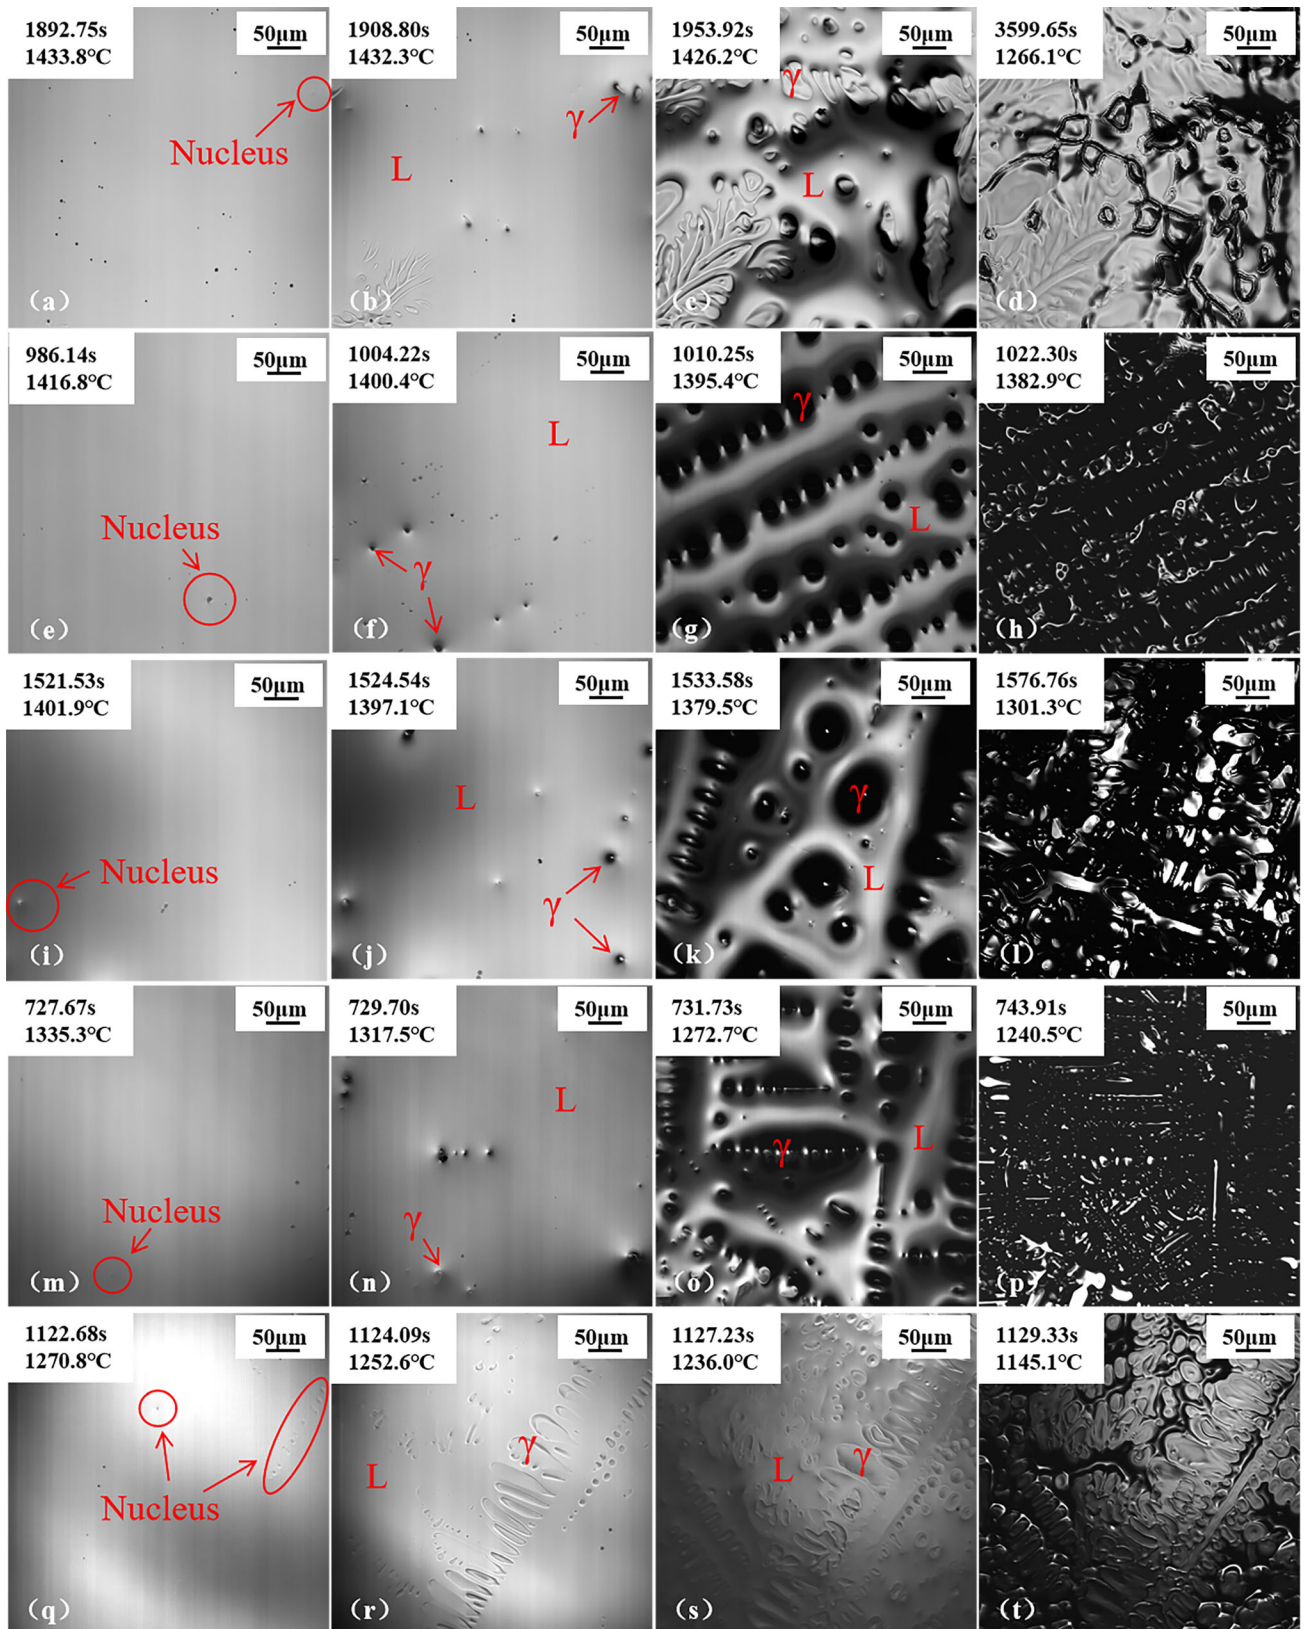 1892.75s
1433.8℃
50μm
Nucleus
(a)
1908.80s
1432.3℃
50μm
γ
L
(b)
1953.92s
1426.2℃
50μm
γ
L
(c)
3599.65s
1266.1℃
50μm
(d)
986.14s
1416.8℃
50μm
Nucleus
(e)
1004.22s
1400.4℃
50μm
L
γ
(f)
1010.25s
1395.4℃
50μm
γ
L
(g)
1022.30s
1382.9℃
50μm
(h)
1521.53s
1401.9℃
50μm
Nucleus
(i)
1524.54s
1397.1℃
50μm
L
γ
(j)
1533.58s
1379.5℃
50μm
γ
L
(k)
1576.76s
1301.3℃
50μm
(l)
727.67s
1335.3℃
50μm
Nucleus
(m)
729.70s
1317.5℃
50μm
L
γ
(n)
731.73s
1272.7℃
50μm
γ
L
(o)
743.91s
1240.5℃
50μm
(p)
1122.68s
1270.8℃
50μm
Nucleus
(q)
1124.09s
1252.6℃
50μm
γ
L
(r)
1127.23s
1236.0℃
50μm
γ
L
(s)
1129.33s
1145.1℃
50μm
(t)